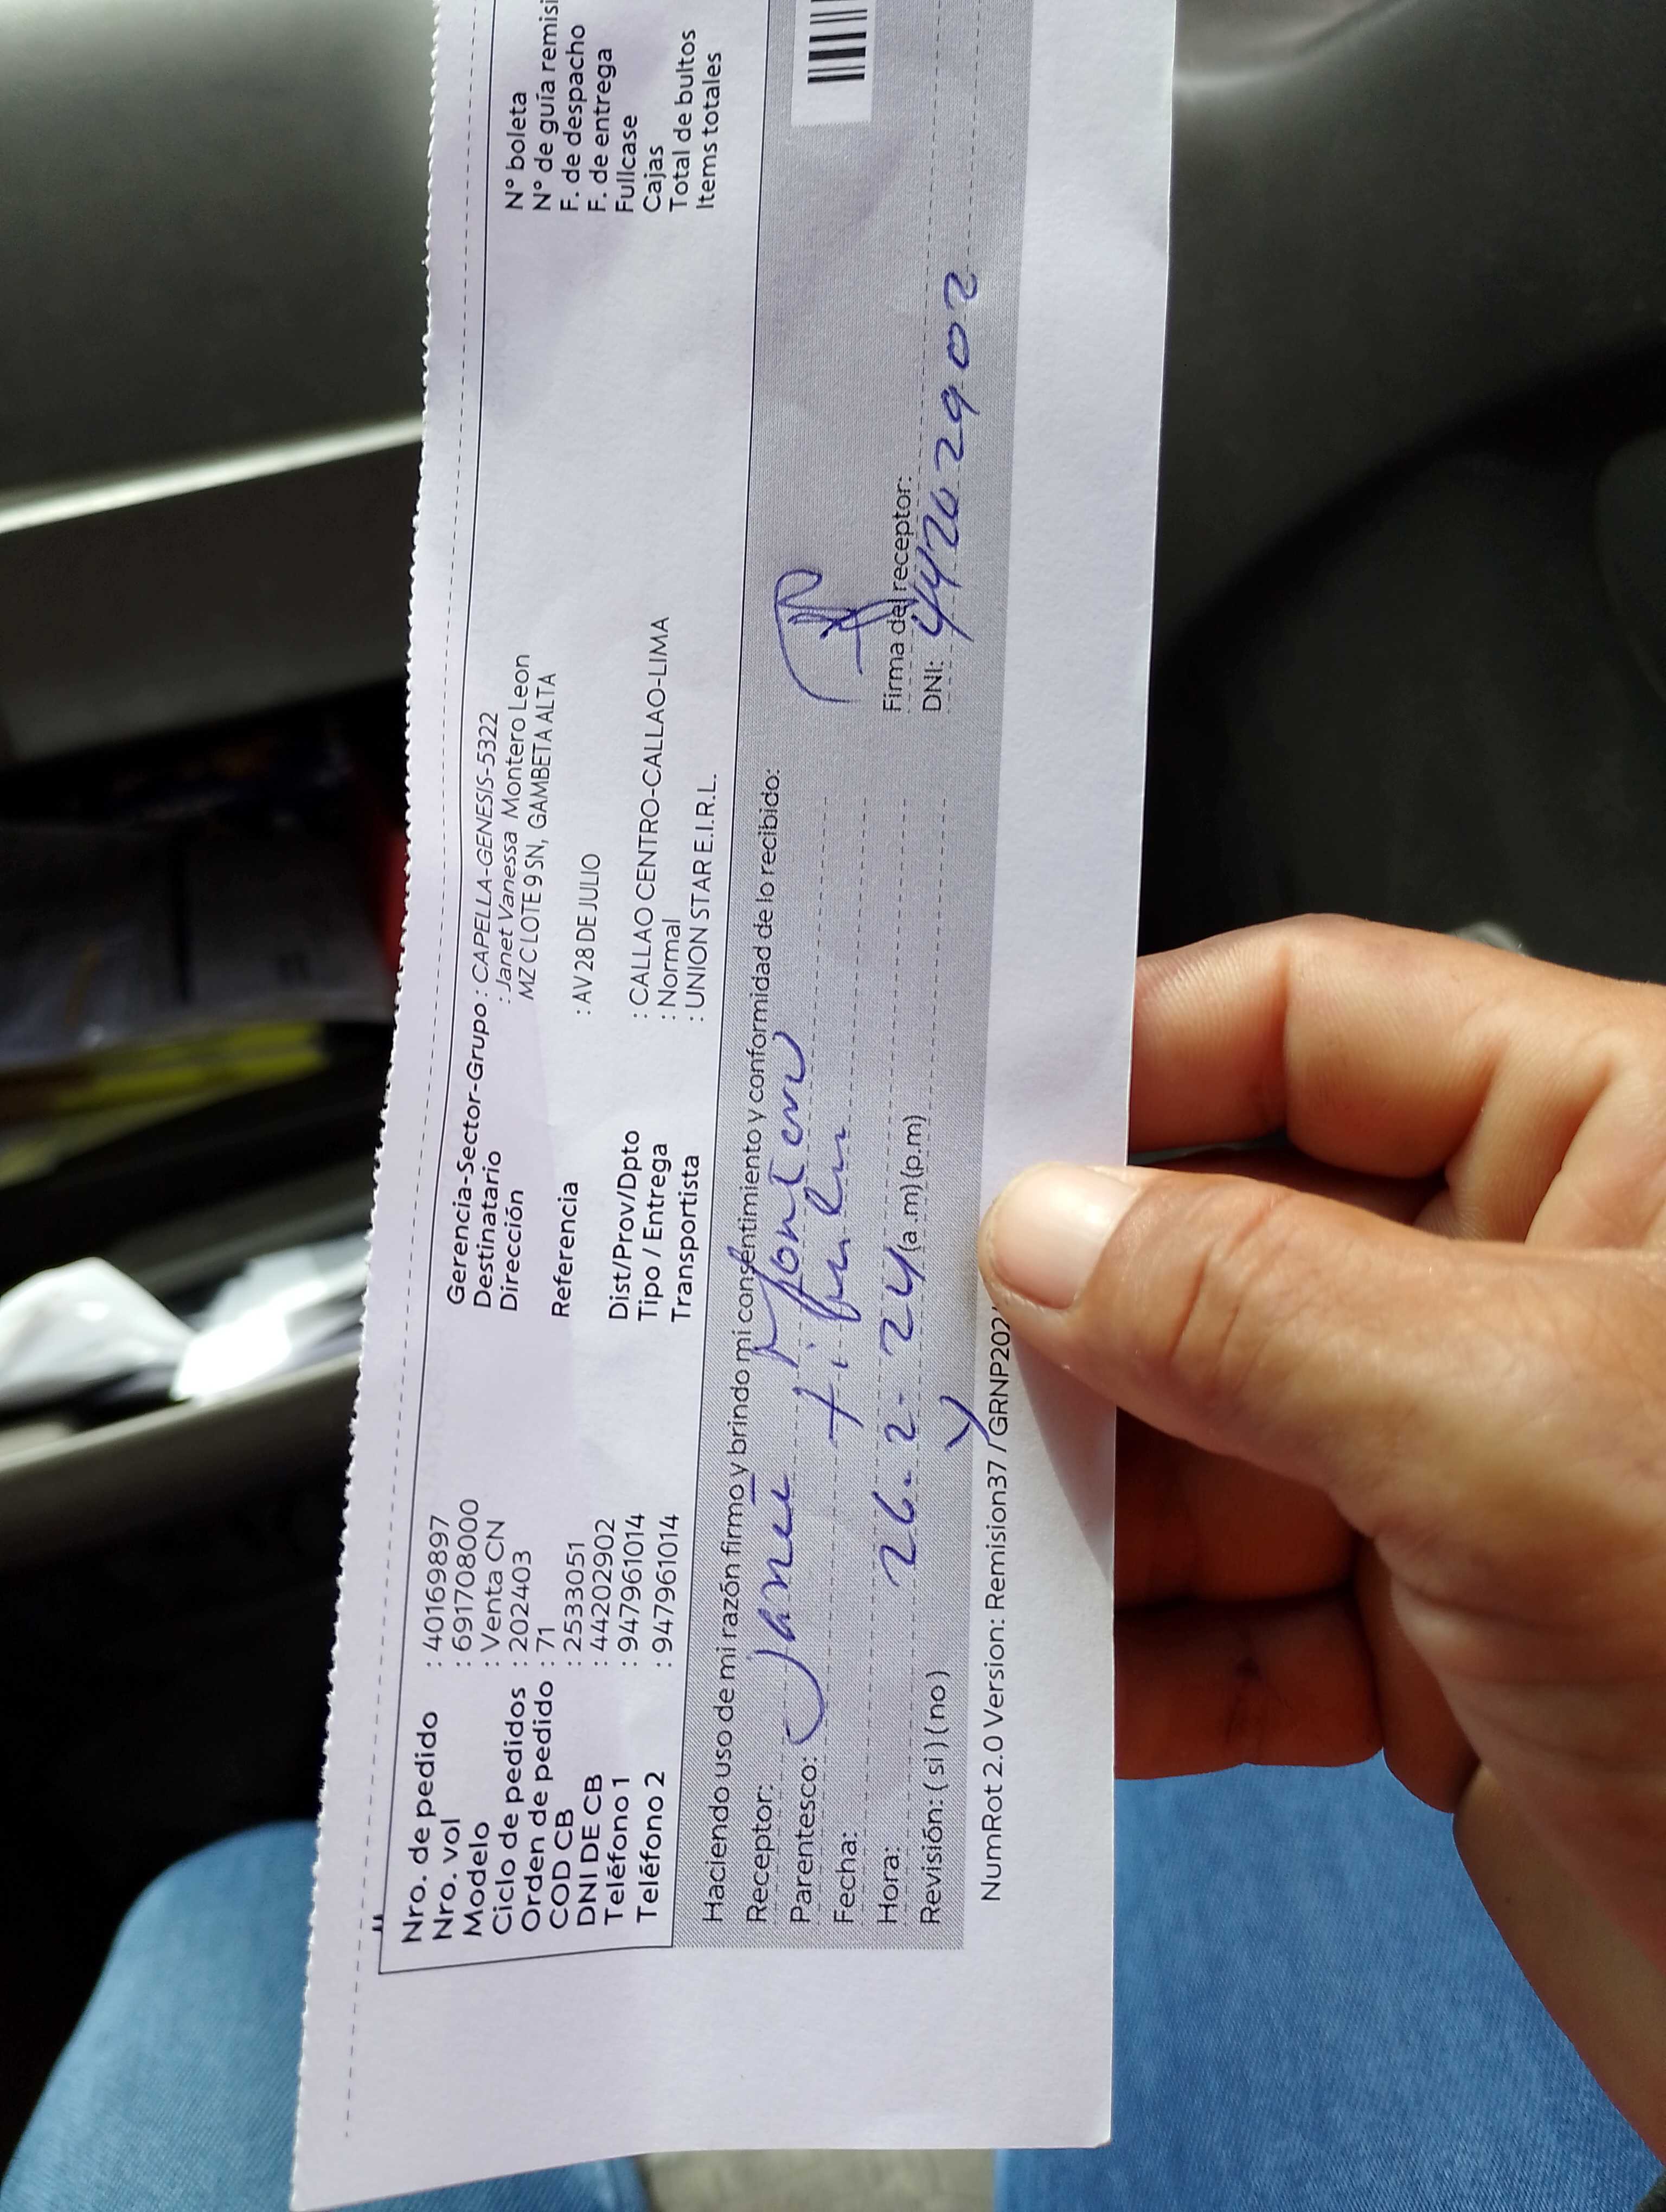 Nro. de pedido : 40169897
Nro. vol : 691708000
Modelo : Venta CN
Ciclo de pedidos : 202403
Orden de pedido : 71
COD CB : 2533051
DNI DE CB : 44202902
Teléfono 1 : 947961014
Teléfono 2 : 947961014
Gerencia-Sector-Grupo : CAPELLA-GENESIS-5322
Destinatario : Janet Vanessa Montero Leon
Dirección MZ C LOTE 9 SN, GAMBETA ALTA
Referencia : AV 28 DE JULIO
Dist/Prov/Dpto : CALLAO CENTRO-CALLAO-LIMA
Tipo / Entrega : Normal
Transportista : UNION STAR E.I.R.L.
N° boleta
N° de guía remisi
F. de despacho
F. de entrega
Fullcase
Cajas
Total de bultos
Items totales
Haciendo uso de mi razón firmo y brindo mi consentimiento y conformidad de lo recibido:
Receptor: Janet Montero
Parentesco:
Fecha:
Hora: 26. 2. 24 (a.m) (p.m)
Revisión: ( si ) ( no )
Firma del receptor:
DNI: 44202902
NumRot 2.0 Version: Remision37 / GRNP202